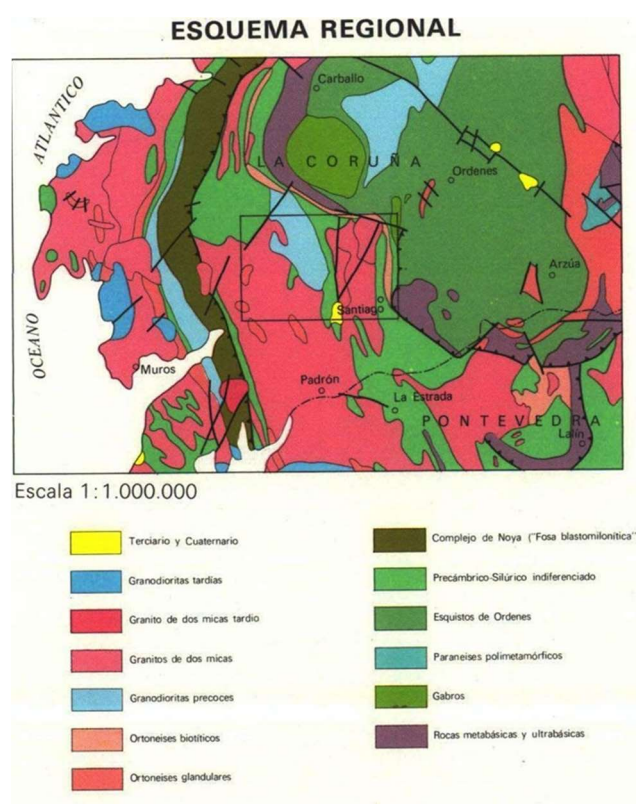 ESQUEMA REGIONAL
ATLANTICO
Carballo
LA CORUÑA
Ordenes
Arzúa
Santiago
OCEANO
Muros
Padrón
La Estrada
PONTEVEDRA
Lalín
Escala 1:1.000.000
Terciario y Cuaternario
Granodioritas tardías
Granito de dos micas tardio
Granitos de dos micas
Granodioritas precoces
Ortoneises biotíticos
Ortoneises glandulares
Complejo de Noya ("Fosa blastomilonítica"
Precámbrico-Silúrico indiferenciado
Esquistos de Ordenes
Paraneises polimetamórficos
Gabros
Rocas metabásicas y ultrabásicas